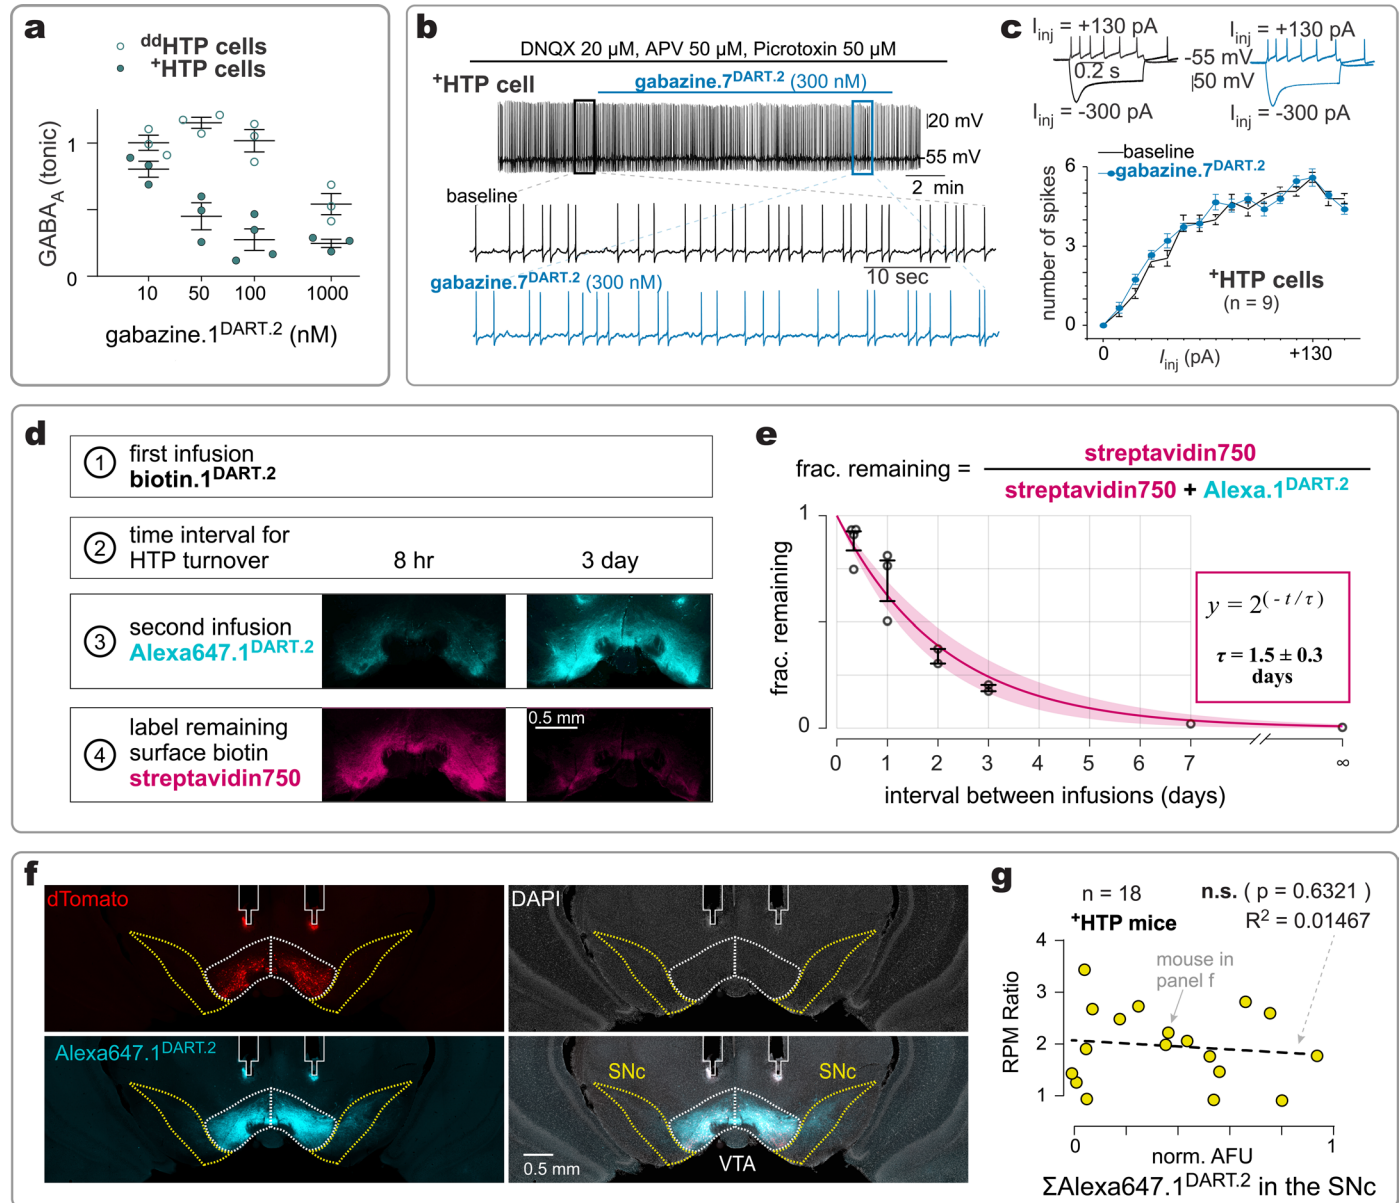 a
ddHTP cells
+HTP cells
GABAA (tonic)
1
0
10
50
100
1000
gabazine.1DART.2 (nM)
b
DNQX 20 µM, APV 50 µM, Picrotoxin 50 µM
+HTP cell
gabazine.7DART.2 (300 nM)
20 mV
-55 mV
2 min
baseline
10 sec
gabazine.7DART.2 (300 nM)
c
Iinj = +130 pA
Iinj = +130 pA
-55 mV
0.2 s
50 mV
Iinj = -300 pA
Iinj = -300 pA
6
baseline
gabazine.7DART.2
number of spikes
3
+HTP cells
(n = 9)
0
0
Iinj (pA)
+130
d
1
first infusion
biotin.1DART.2
2
time interval for
HTP turnover
8 hr
3 day
3
second infusion
Alexa647.1DART.2
4
label remaining
surface biotin
streptavidin750
0.5 mm
e
frac. remaining =
streptavidin750
streptavidin750 + Alexa.1DART.2
1
frac. remaining
0
y = 2(-t/τ)
τ = 1.5 ± 0.3
days
0
1
2
3
4
5
6
7
∞
interval between infusions (days)
f
dTomato
DAPI
Alexa647.1DART.2
SNc
SNc
VTA
0.5 mm
g
n = 18
n.s. ( p = 0.6321 )
+HTP mice
R2 = 0.01467
4
mouse in
panel f
3
RPM Ratio
2
1
0
1
norm. AFU
ΣAlexa647.1DART.2 in the SNc